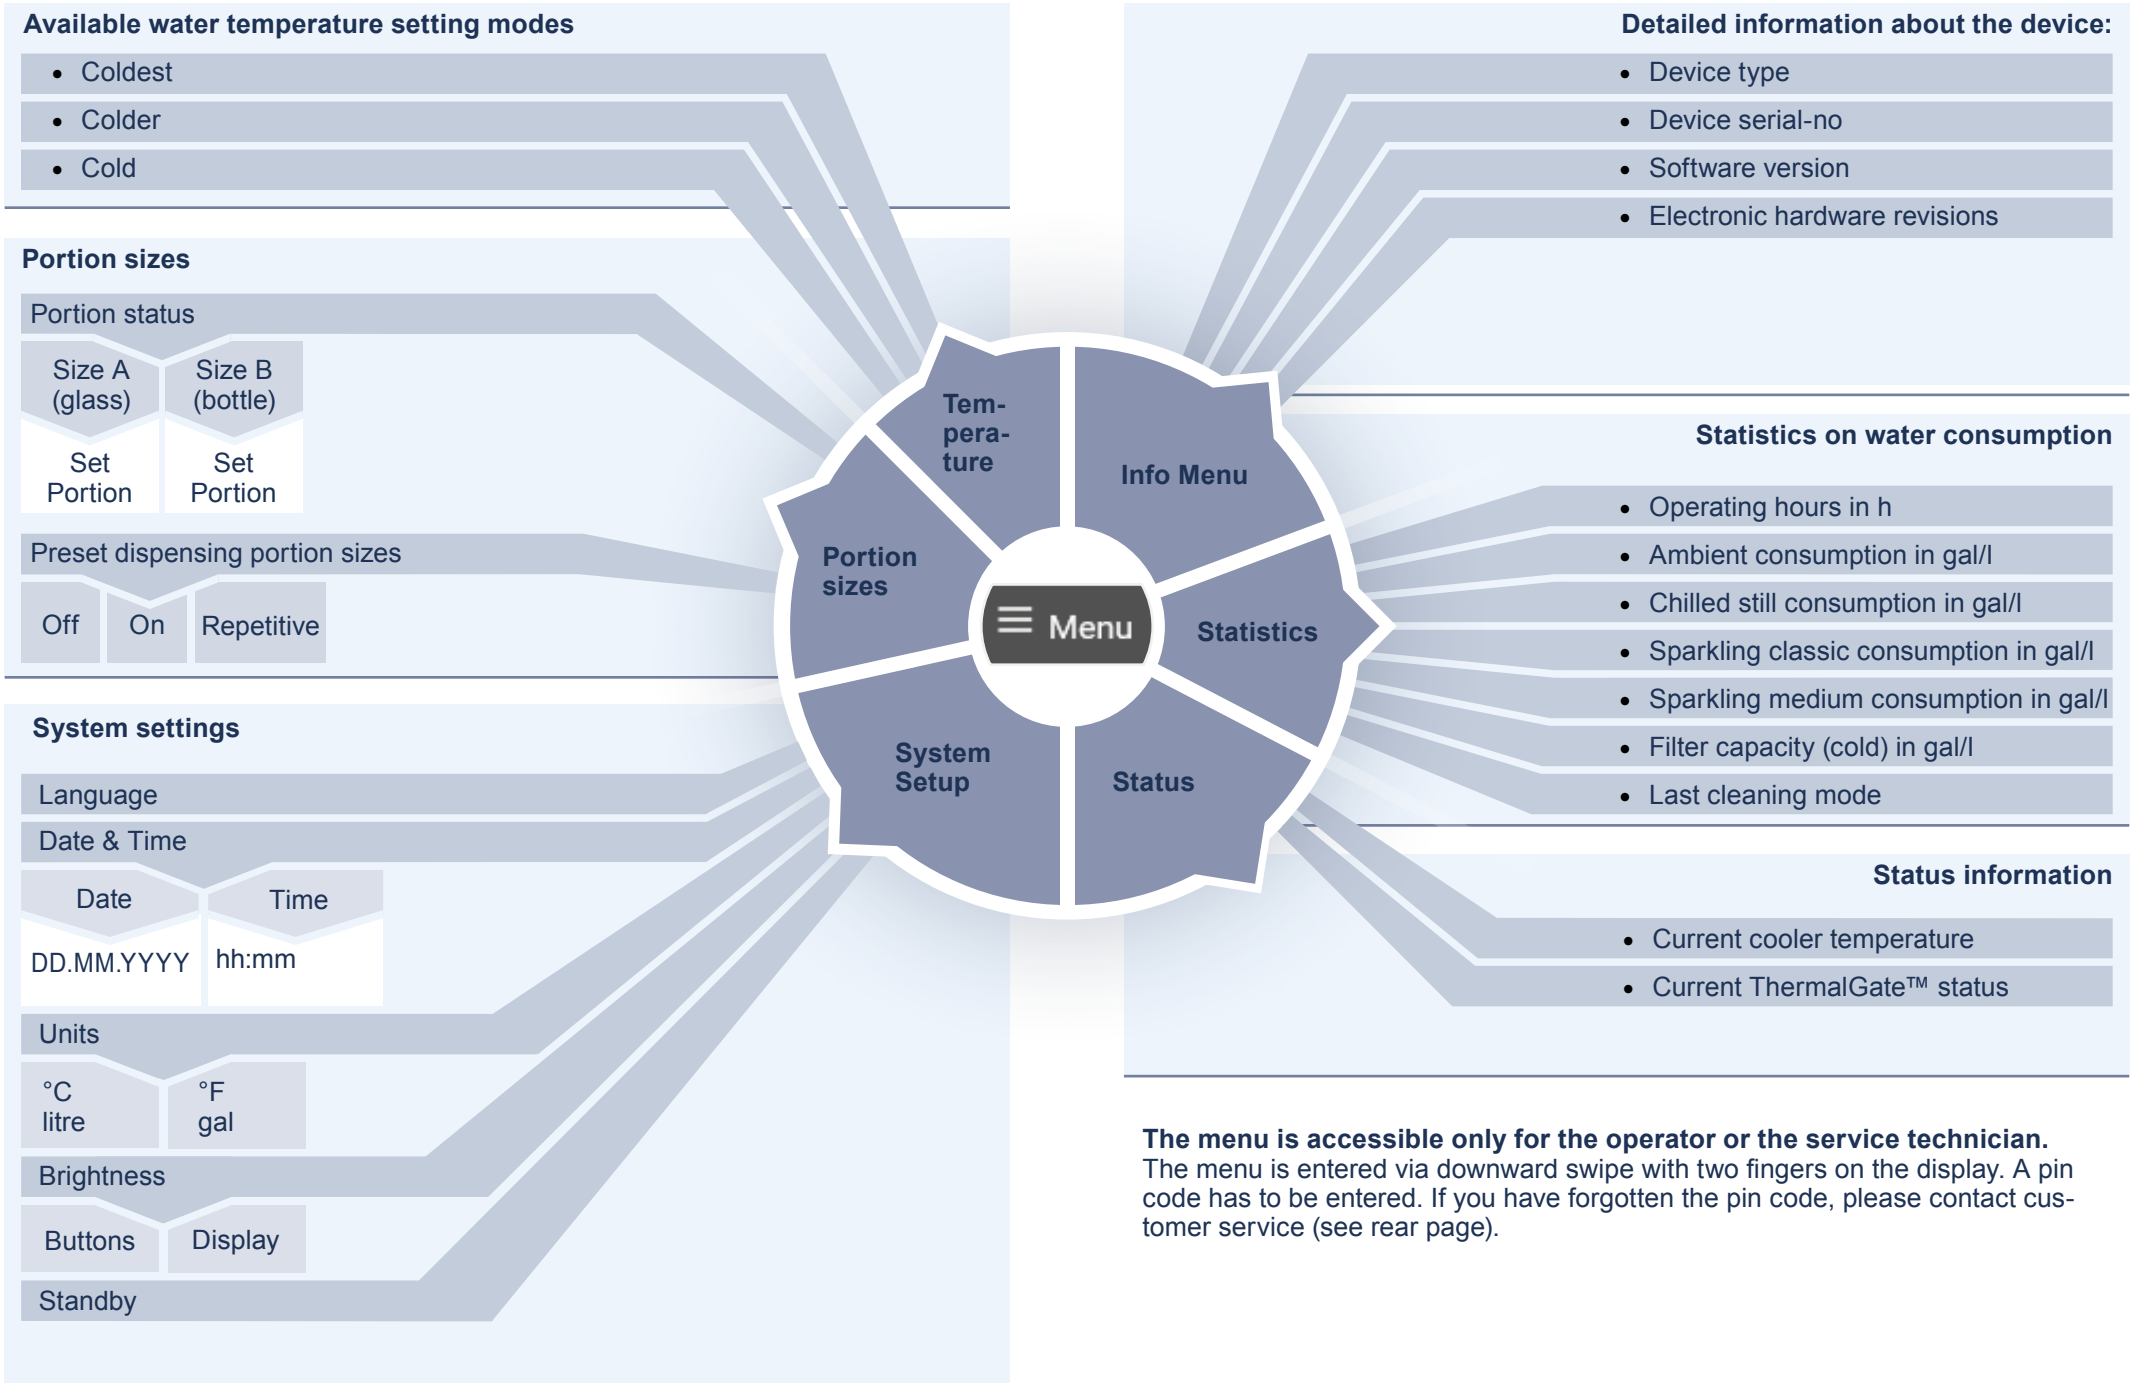 Available water temperature setting modes
• Coldest
• Colder
• Cold
Portion sizes
Portion status
Size A
(glass)
Size B
(bottle)
Set
Portion
Set
Portion
Preset dispensing portion sizes
Off
On
Repetitive
System settings
Language
Date & Time
Date
Time
DD.MM.YYYY
hh:mm
Units
°C
litre
°F
gal
Brightness
Buttons
Display
Standby
Tem-
pera-
ture
Info Menu
Portion
sizes
Menu
Statistics
System
Setup
Status
Detailed information about the device:
• Device type
• Device serial-no
• Software version
• Electronic hardware revisions
Statistics on water consumption
• Operating hours in h
• Ambient consumption in gal/l
• Chilled still consumption in gal/l
• Sparkling classic consumption in gal/l
• Sparkling medium consumption in gal/l
• Filter capacity (cold) in gal/l
• Last cleaning mode
Status information
• Current cooler temperature
• Current ThermalGate™ status
The menu is accessible only for the operator or the service technician.
The menu is entered via downward swipe with two fingers on the display. A pin
code has to be entered. If you have forgotten the pin code, please contact cus-
tomer service (see rear page).